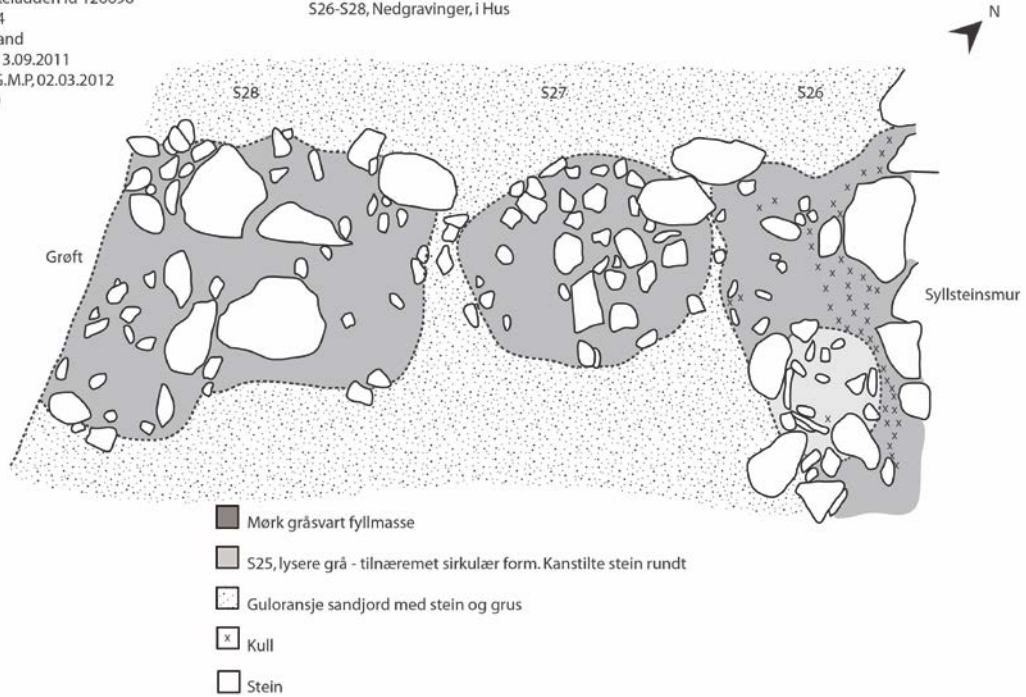 S26-S28, Nedgravinger, i Hus
13.09.2011
G.M.P, 02.03.2012
N
S28
S27
S26
Grøft
Syllsteinsmur
Mørk gråsvart fyllmasse
S25, lysere grå - tilnæremet sirkulær form. Kanstilte stein rundt
Guloransje sandjord med stein og grus
x Kull
Stein